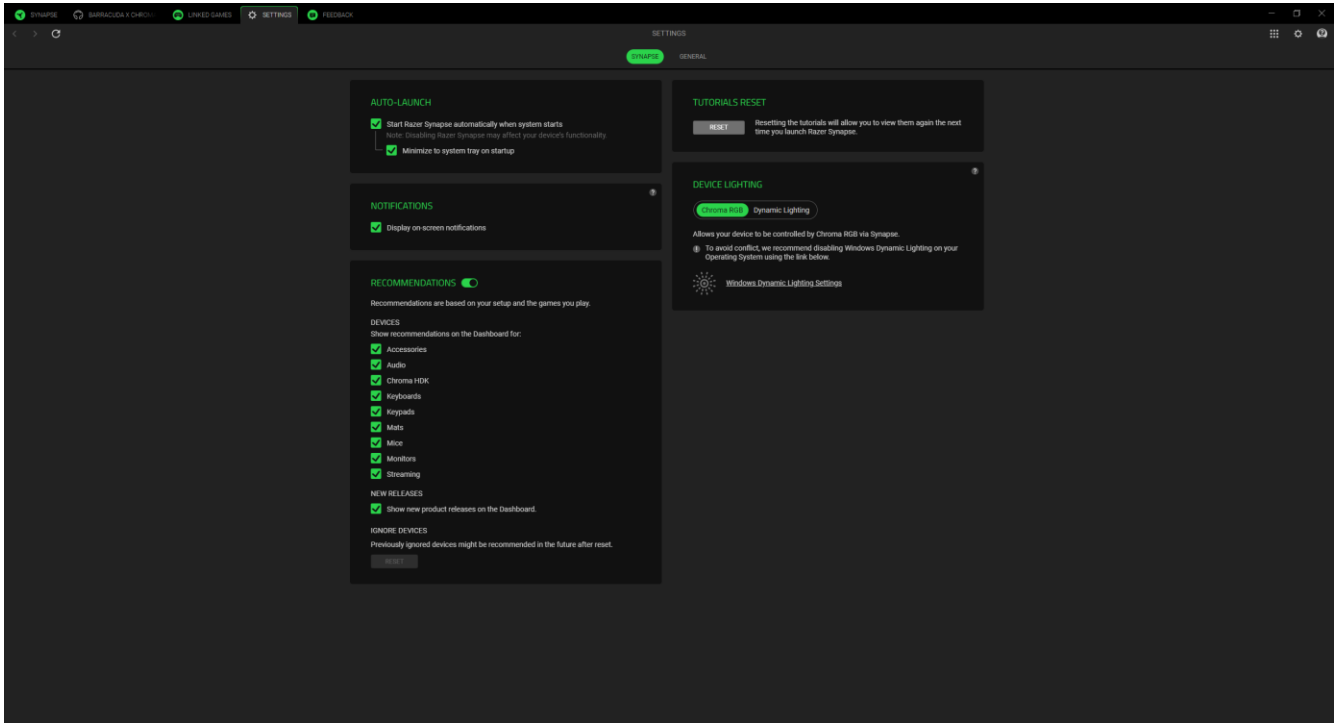 SYNAPSE
BARRACUDA X CHRO
LINKED GAMES
SETTINGS
FEEDBACK
SETTINGS
SYNAPSE
GENERAL
AUTO-LAUNCH
Start Razer Synapse automatically when system starts
Note: Disabling Razer Synapse may affect your device's functionality.
Minimize to system tray on startup
NOTIFICATIONS
Display on-screen notifications
RECOMMENDATIONS
Recommendations are based on your setup and the games you play.
DEVICES
Show recommendations on the Dashboard for:
Accessories
Audio
Chroma HDK
Keyboards
Keypads
Mats
Mice
Monitors
Streaming
NEW RELEASES
Show new product releases on the Dashboard.
IGNORE DEVICES
Previously ignored devices might be recommended in the future after reset.
RESET
TUTORIALS RESET
RESET
Resetting the tutorials will allow you to view them again the next
time you launch Razer Synapse.
DEVICE LIGHTING
Chroma RGB
Dynamic Lighting
Allows your device to be controlled by Chroma RGB via Synapse.
To avoid conflict, we recommend disabling Windows Dynamic Lighting on your
Operating System using the link below.
Windows Dynamic Lighting Settings